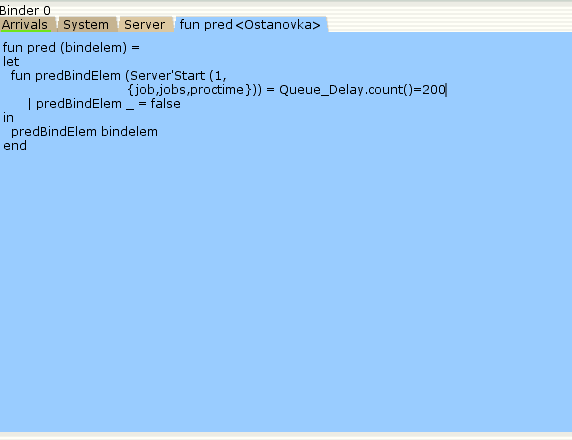 Binder 0
Arrivals System Server fun pred<Ostanovka>
fun pred (bindelem) =
let
fun predBindElem (Server'Start (1,
{job,jobs,proctime})) = Queue_Delay.count()=200
| predBindElem _ = false
in
predBindElem bindelem
end